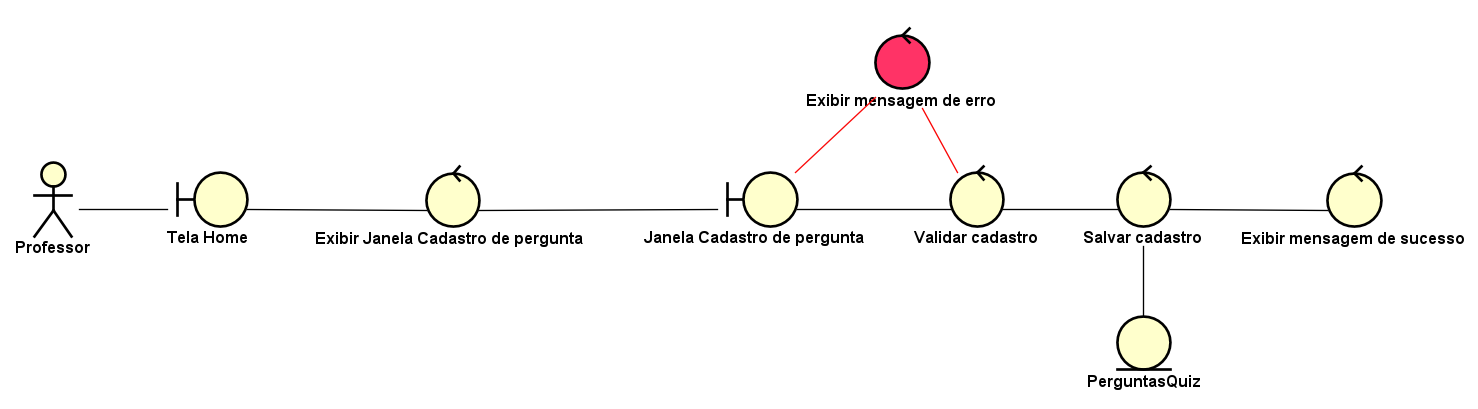 Exibir mensagem de erro
Professor
Tela Home
Exibir Janela Cadastro de pergunta
Janela Cadastro de pergunta
Validar cadastro
Salvar cadastro
Exibir mensagem de sucesso
PerguntasQuiz